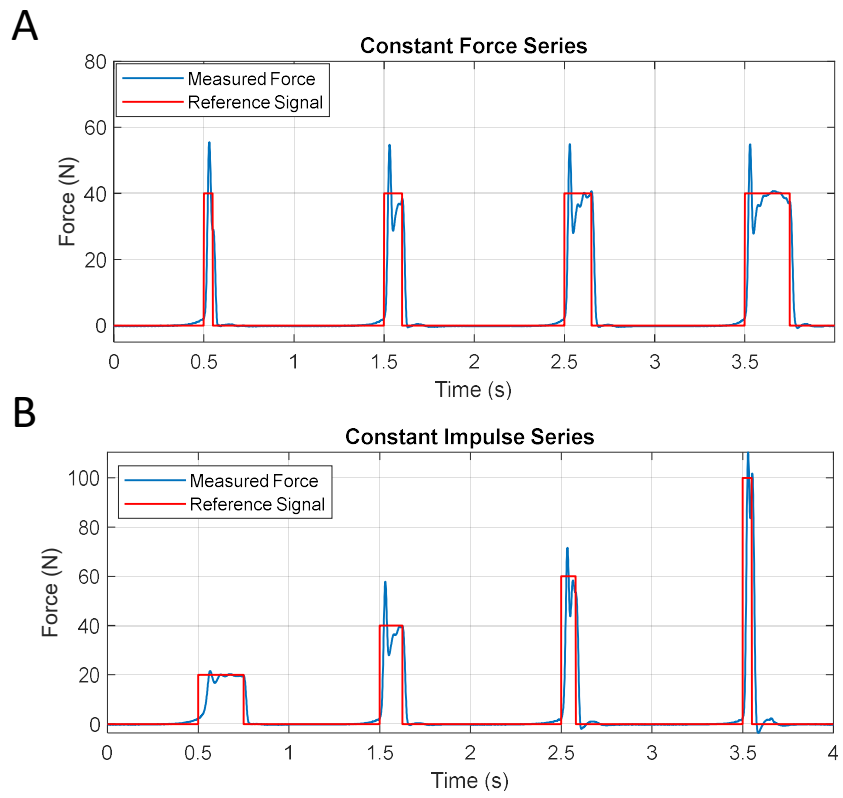 A
Constant Force Series
Measured Force
Reference Signal
80
60
40
20
0
Force (N)
0 0.5 1 1.5 2 2.5 3 3.5
Time (s)
B
Constant Impulse Series
Measured Force
Reference Signal
100
80
60
40
20
0
Force (N)
0 0.5 1 1.5 2 2.5 3 3.5 4
Time (s)